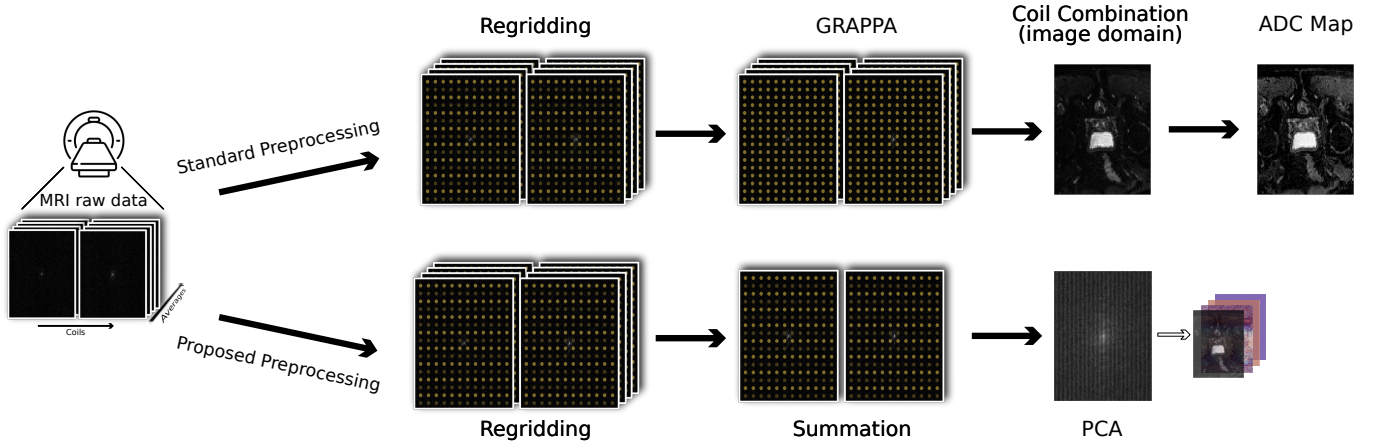 Regridding
GRAPPA
Coil Combination
(image domain)
ADC Map
Standard Preprocessing
MRI raw data
Averages
Coils
Proposed Preprocessing
Regridding
Summation
PCA